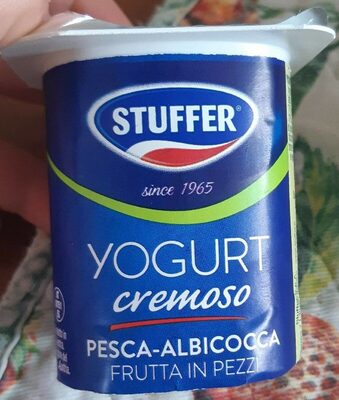 STUFFER®
since 1965
YOGURT
cremoso
PESCA-ALBICOCCA
FRUTTA IN PEZZI